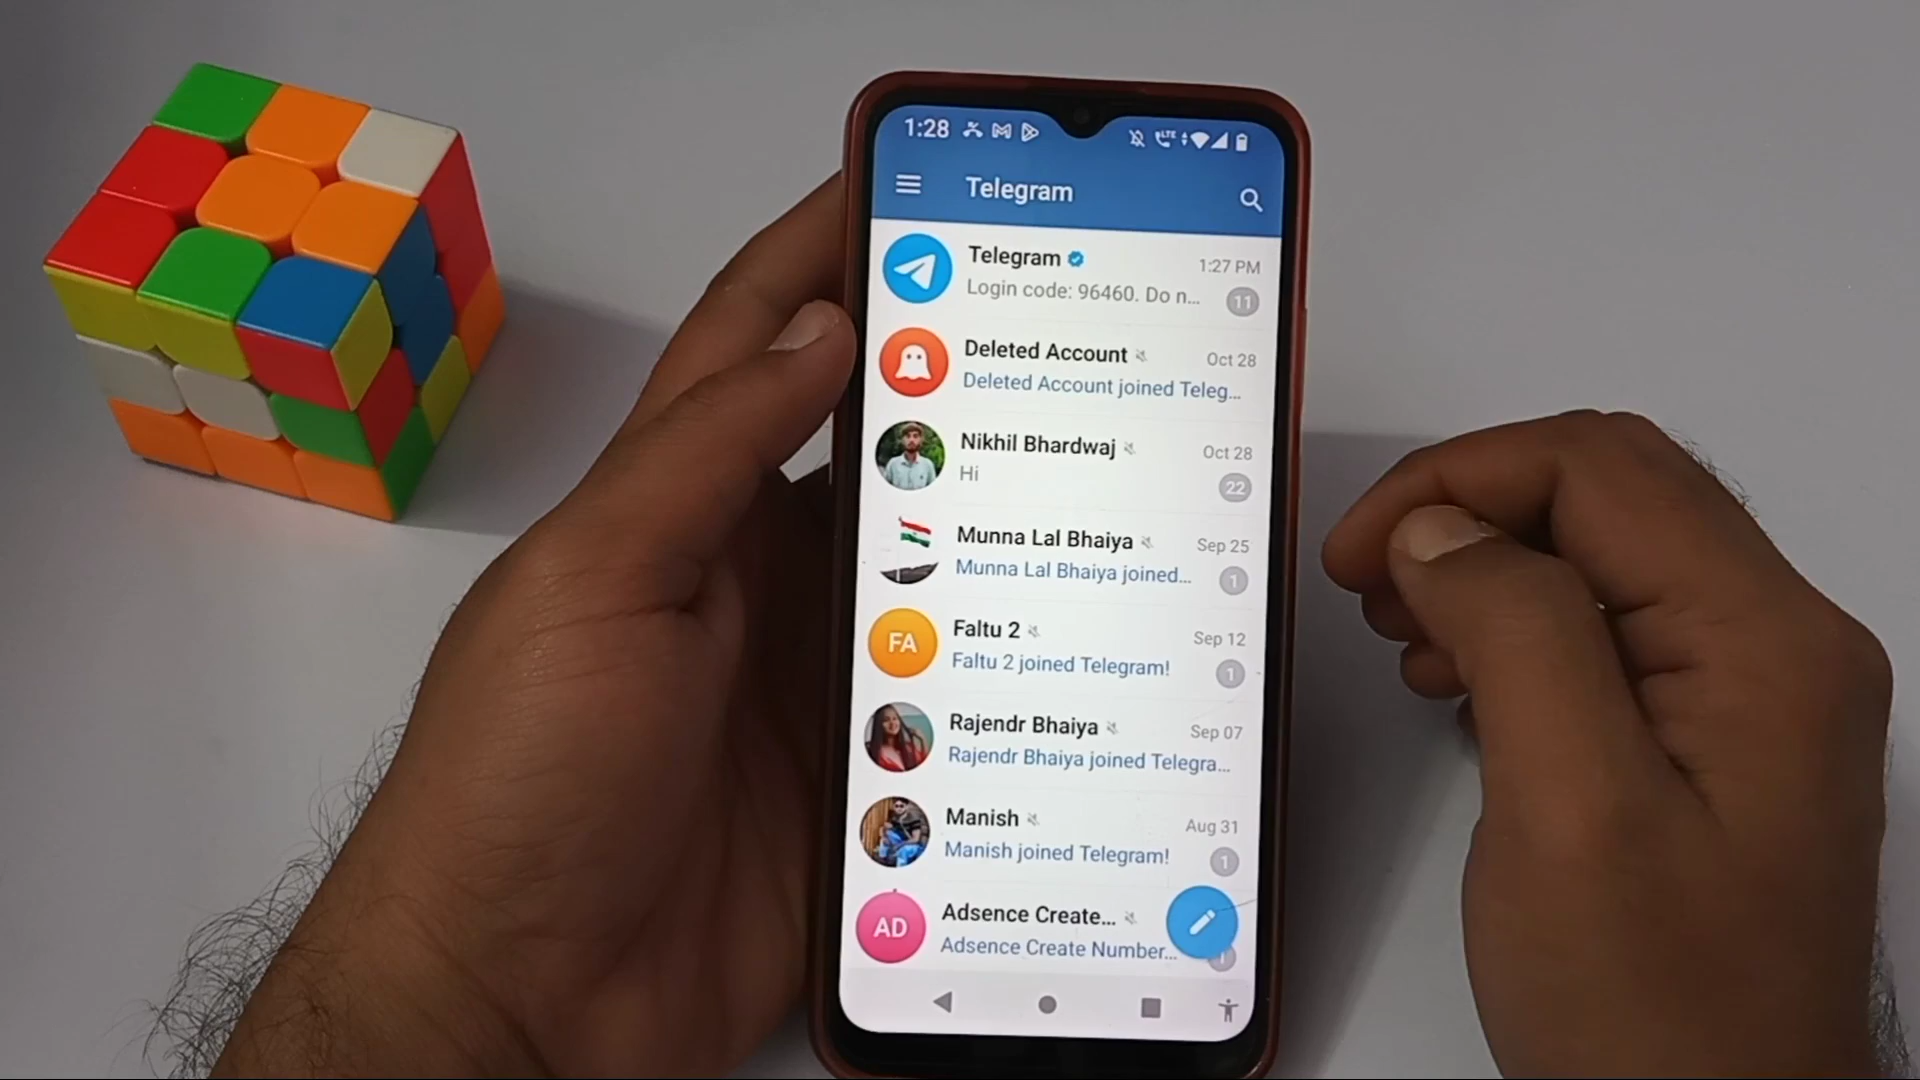 1:28
LTE
Telegram
Telegram 1:27 PM
Login code: 96460. Do n... 11
Deleted Account Oct 28
Deleted Account joined Teleg...
Nikhil Bhardwaj Oct 28
Hi 22
Munna Lal Bhaiya Sep 25
Munna Lal Bhaiya joined... 1
FA
Faltu 2 Sep 12
Faltu 2 joined Telegram! 1
Rajendr Bhaiya Sep 07
Rajendr Bhaiya joined Telegra...
Manish Aug 31
Manish joined Telegram! 1
AD
Adsence Create...
Adsence Create Number... 1